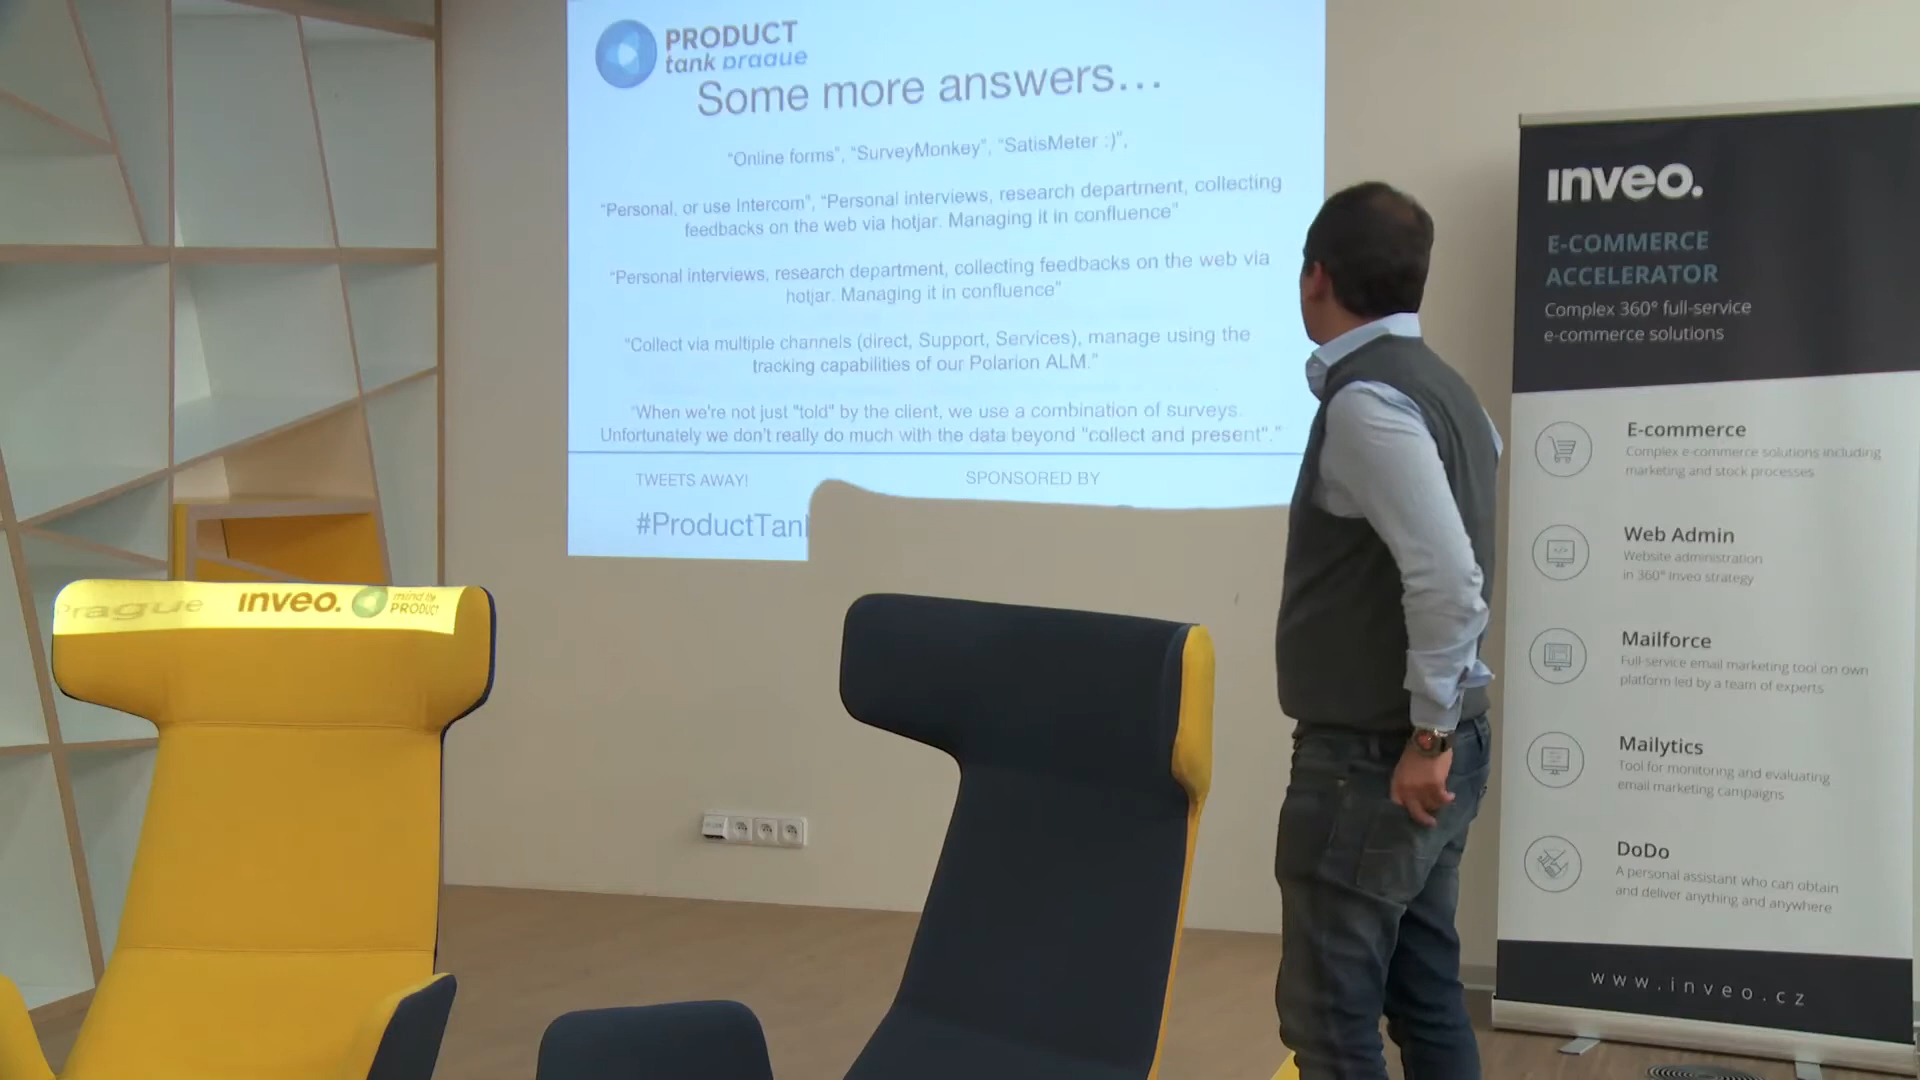 PRODUCT
tank prague
Some more answers...
"Online forms", "SurveyMonkey", "SatisMeter :)",
"Personal, or use Intercom", "Personal interviews, research department, collecting
feedbacks on the web via hotjar. Managing it in confluence"
"Personal interviews, research department, collecting feedbacks on the web via
hotjar. Managing it in confluence"
"Collect via multiple channels (direct, Support, Services), manage using the
tracking capabilities of our Polarion ALM."
"When we're not just "told" by the client, we use a combination of surveys.
Unfortunately we don't really do much with the data beyond "collect and present"."
TWEETS AWAY!
SPONSORED BY
#ProductTank
Prague
ınveo.
mind the
PRODUCT
ınveo.
E-COMMERCE
ACCELERATOR
Complex 360° full-service
e-commerce solutions
E-commerce
Complex e-commerce solutions including
marketing and stock processes
Web Admin
Website administration
in 360° Inveo strategy
Mailforce
Full-service email marketing tool on own
platform led by a team of experts
Mailytics
Tool for monitoring and evaluating
email marketing campaigns
DoDo
A personal assistant who can obtain
and deliver anything and anywhere
www.inveo.cz